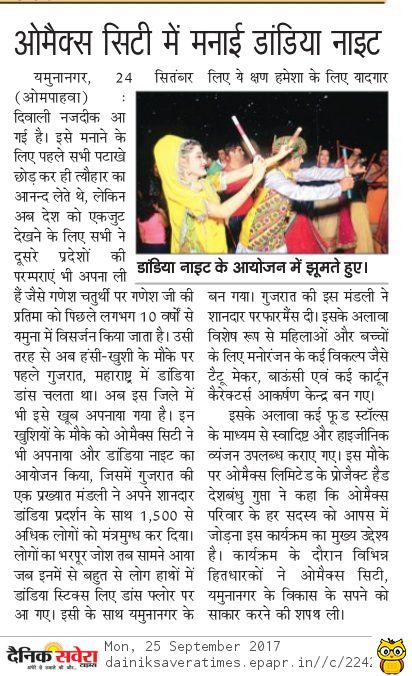 ओमैक्स सिटी में मनाई डांडिया नाइट
यमुनानगर, 24 सितंबर
(ओमपाहवा) :
दिवाली नजदीक आ
गई है। इसे मनाने के
लिए पहले सभी पटाखे
छोड़ कर ही त्यौहार का
आनन्द लेते थे, लेकिन
अब देश को एकजुट
देखने के लिए सभी ने
दूसरे प्रदेशों की
परम्पराएं भी अपना ली
हैं जैसे गणेश चतुर्थी पर गणेश जी की
प्रतिमा को पिछले लगभग 10 वर्षों से
यमुना में विसर्जन किया जाता है। उसी
तरह से अब हंसी-खुशी के मौके पर
पहले गुजरात, महाराष्ट्र में डांडिया
डांस चलता था। अब इस जिले में
भी इसे खूब अपनाया गया है। इन
खुशियों के मौके को ओमैक्स सिटी ने
भी अपनाया और डांडिया नाइट का
आयोजन किया, जिसमें गुजरात की
एक प्रख्यात मंडली ने अपने शानदार
डांडिया प्रदर्शन के साथ 1,500 से
अधिक लोगों को मंत्रमुग्ध कर दिया।
लोगों का भरपूर जोश तब सामने आया
जब इनमें से बहुत से लोग हाथों में
डांडिया स्टिक्स लिए डांस फ्लोर पर
आ गए। इसी के साथ यमुनानगर के
लिए ये क्षण हमेशा के लिए यादगार
डांडिया नाइट के आयोजन में झूमते हुए।
बन गया। गुजरात की इस मंडली ने
शानदार परफारमैंस दी। इसके अलावा
विशेष रूप से महिलाओं और बच्चों
के लिए मनोरंजन के कई विकल्प जैसे
टैटू मेकर, बाऊंसी एवं कई कार्टून
कैरेक्टर्स आकर्षण केन्द्र बन गए।
इसके अलावा कई फूड स्टॉल्स
के माध्यम से स्वादिष्ट और हाइजीनिक
व्यंजन उपलब्ध कराए गए। इस मौके
पर ओमैक्स लिमिटेड के प्रोजैक्ट हैड
देशबंधु गुप्ता ने कहा कि ओमैक्स
परिवार के हर सदस्य को आपस में
जोड़ना इस कार्यक्रम का मुख्य उद्देश्य
है। कार्यक्रम के दौरान विभिन्न
हितधारकों ने ओमैक्स सिटी,
यमुनानगर के विकास के सपने को
साकार करने की शपथ ली।
दैनिक सवेरा
टाइम्स
Mon, 25 September 2017
dainiksaveratimes.epapr.in//c/2242